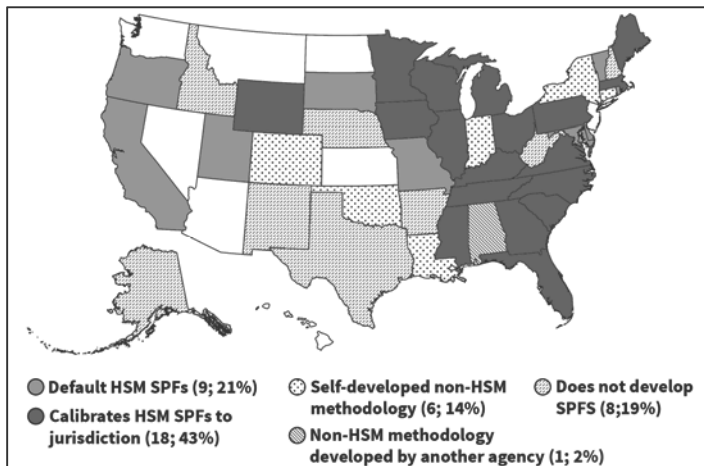 Default HSM SPFs (9; 21%)
Calibrates HSM SPFs to
jurisdiction (18; 43%)
Self-developed non-HSM
methodology (6; 14%)
Non-HSM methodology
developed by another agency (1; 2%)
Does not develop
SPFS (8;19%)